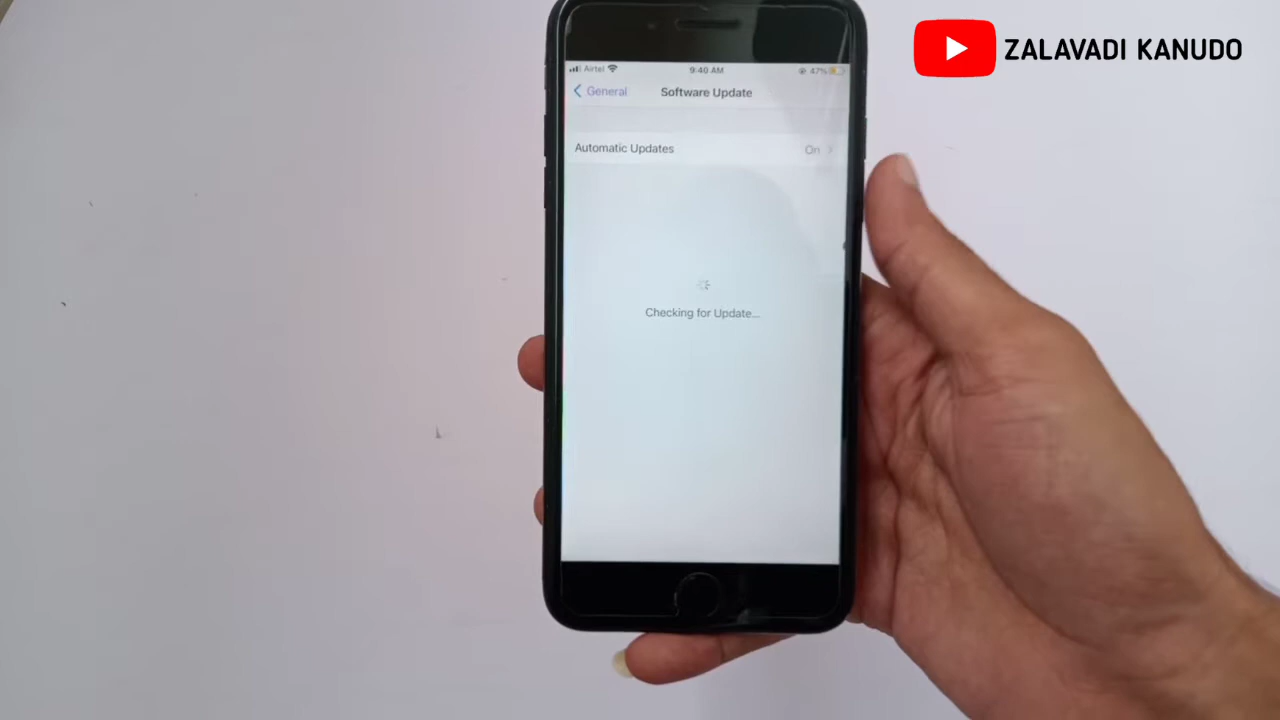 ZALAVADI KANUDO
Airtel 9:40 AM 47%
General Software Update
Automatic Updates On
Checking for Update...